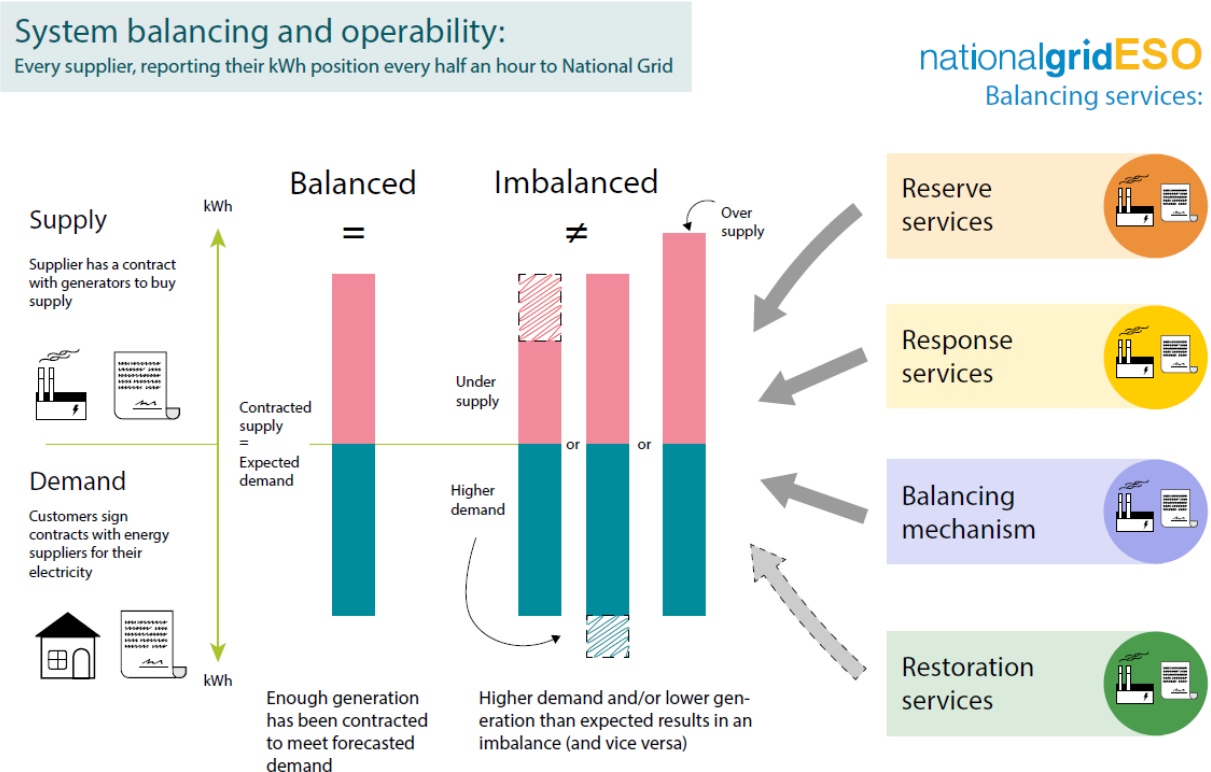 System balancing and operability:
Every supplier, reporting their kWh position every half an hour to National Grid
nationalgridESO
Balancing services:
Supply
Supplier has a contract
with generators to buy
supply
kWh
Contracted
supply
=
Expected
demand
Demand
Customers sign
contracts with energy
suppliers for their
electricity
kWh
Balanced
=
Enough generation
has been contracted
to meet forecasted
demand
Imbalanced
≠
Over
supply
Under
supply
or
or
Higher
demand
Higher demand and/or lower gen-
eration than expected results in an
imbalance (and vice versa)
Reserve
services
Response
services
Balancing
mechanism
Restoration
services